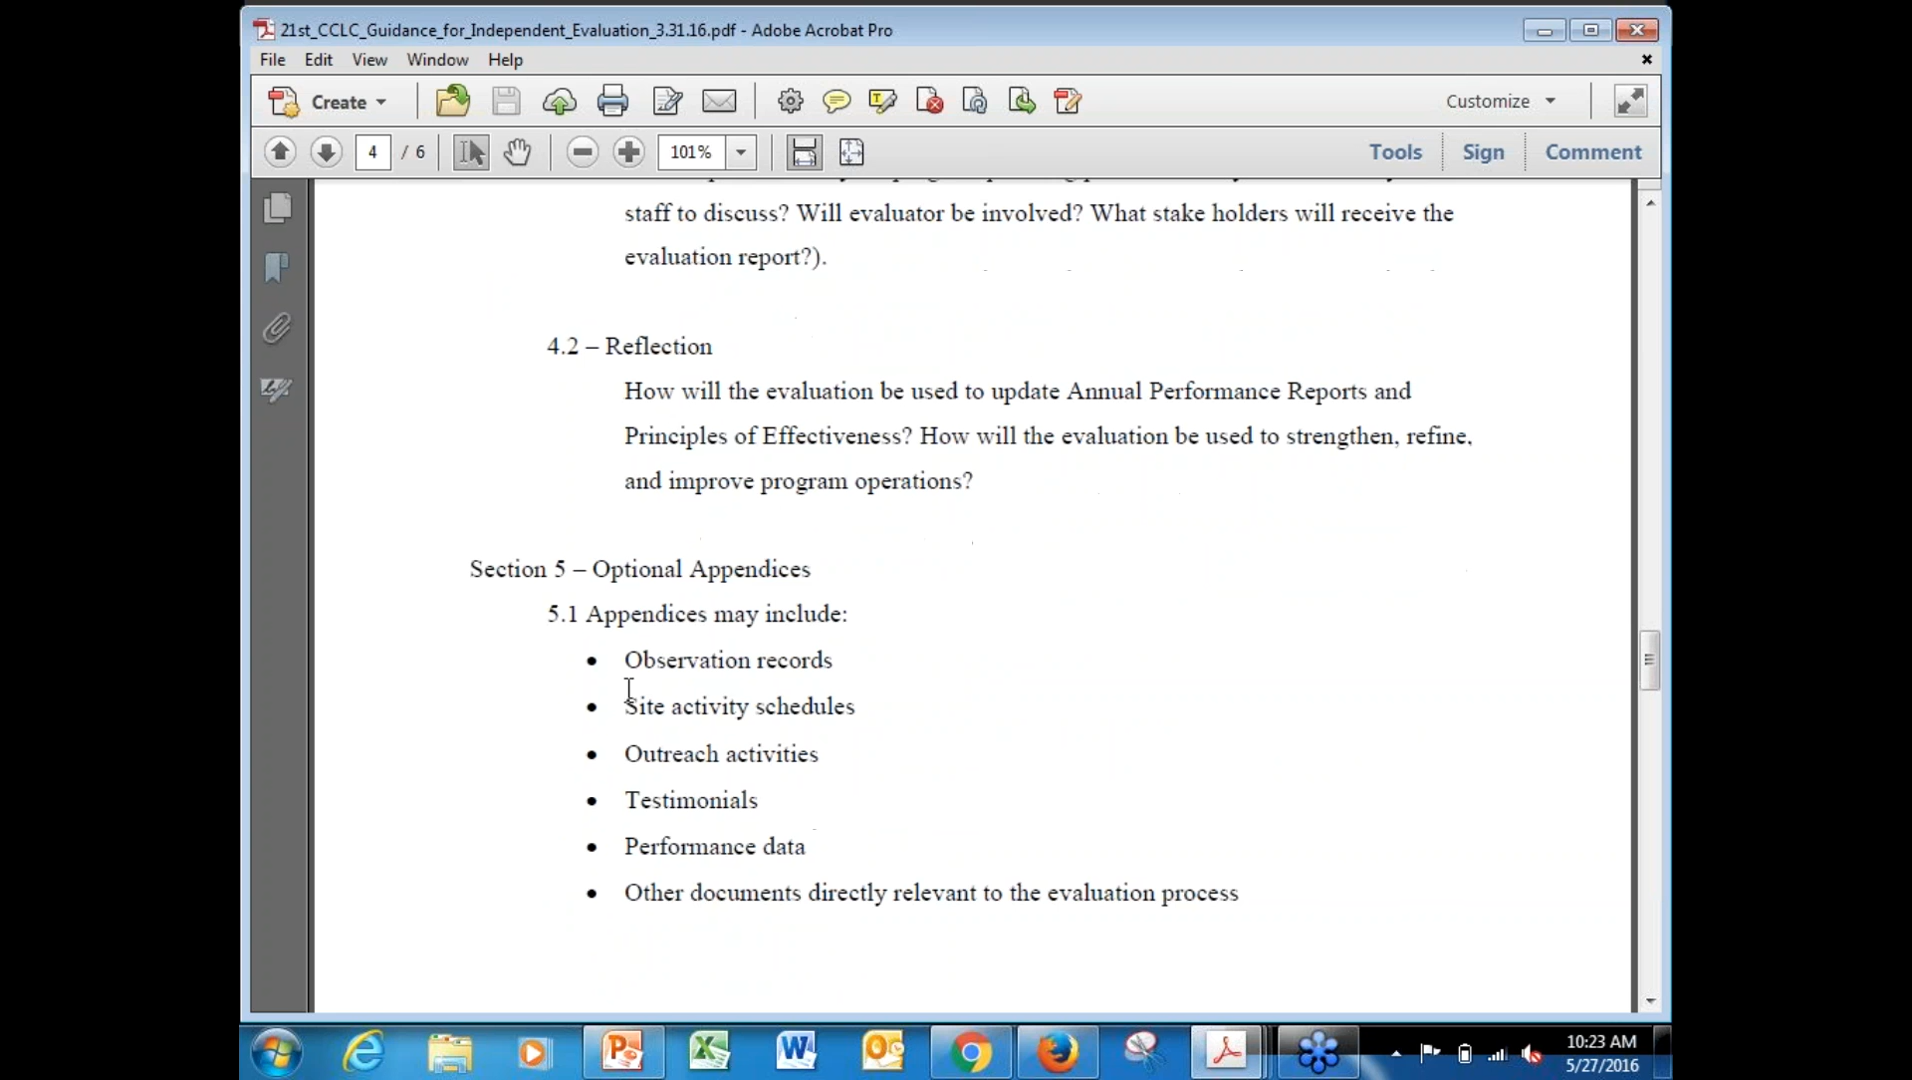 21st_CCLC_Guidance_for_Independent_Evaluation_3.31.16.pdf - Adobe Acrobat Pro
File Edit View Window Help
Create Customize
4 / 6 101% Tools Sign Comment
staff to discuss? Will evaluator be involved? What stake holders will receive the
evaluation report?).
4.2 – Reflection
How will the evaluation be used to update Annual Performance Reports and
Principles of Effectiveness? How will the evaluation be used to strengthen, refine,
and improve program operations?
Section 5 – Optional Appendices
5.1 Appendices may include:
• Observation records
• Site activity schedules
• Outreach activities
• Testimonials
• Performance data
• Other documents directly relevant to the evaluation process
10:23 AM
5/27/2016